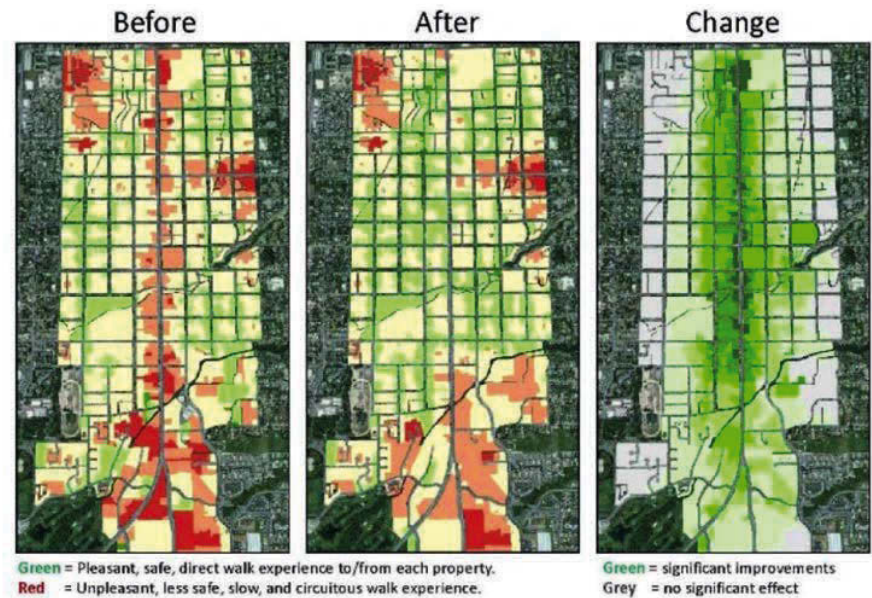 Before After Change
Green = Pleasant, safe, direct walk experience to/from each property.
Red = Unpleasant, less safe, slow, and circuitous walk experience.
Green = significant improvements
Grey = no significant effect